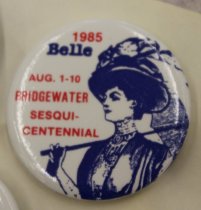 1985
Belle
AUG. 1-10
BRIDGEWATER
SESQUI-
CENTENNIAL